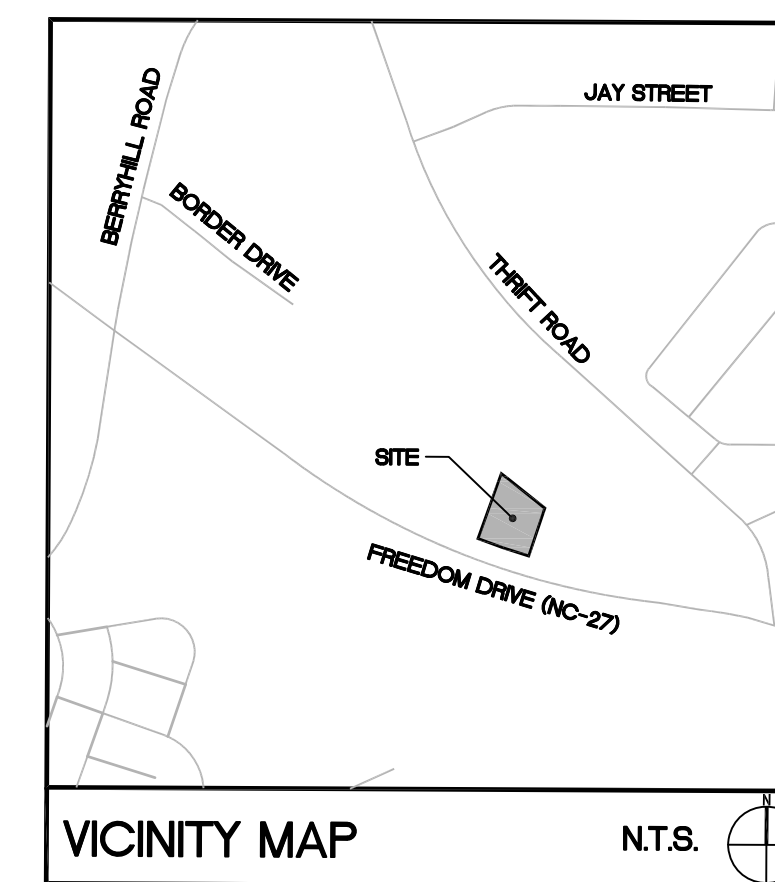 JAY STREET
BERRYHILL ROAD
BORDER DRIVE
THRIFT ROAD
SITE
FREEDOM DRIVE (NC-27)
N
VICINITY MAP
N.T.S.